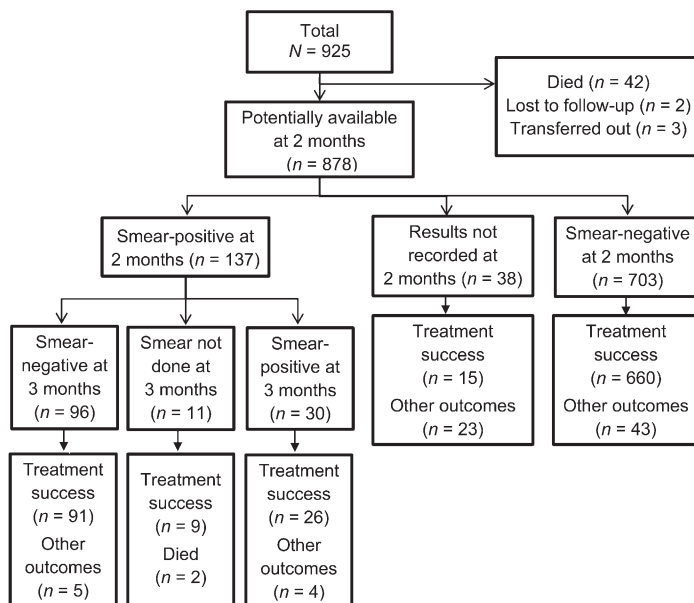 Total
N = 925
Died (n = 42)
Lost to follow-up (n = 2)
Transferred out (n = 3)
Potentially available
at 2 months
(n = 878)
Smear-positive at
2 months (n = 137)
Results not
recorded at
2 months (n = 38)
Smear-negative
at 2 months
(n = 703)
Smear-
negative at
3 months
(n = 96)
Smear not
done at
3 months
(n = 11)
Smear-
positive at
3 months
(n = 30)
Treatment
success
(n = 15)
Other outcomes
(n = 23)
Treatment
success
(n = 660)
Other outcomes
(n = 43)
Treatment
success
(n = 91)
Other
outcomes
(n = 5)
Treatment
success
(n = 9)
Died
(n = 2)
Treatment
success
(n = 26)
Other
outcomes
(n = 4)